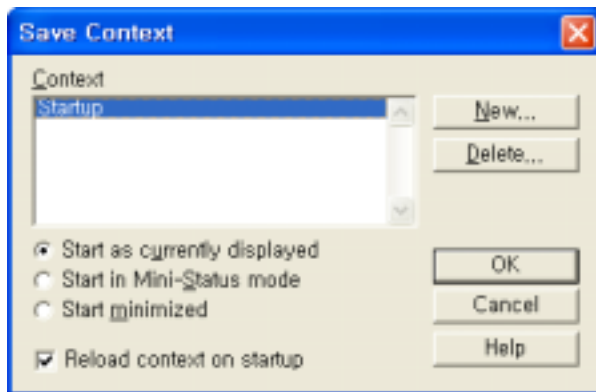 Save Context
Context
Startup
New...
Delete...
Start as currently displayed
Start in Mini-Status mode
Start minimized
OK
Cancel
Reload context on startup
Help